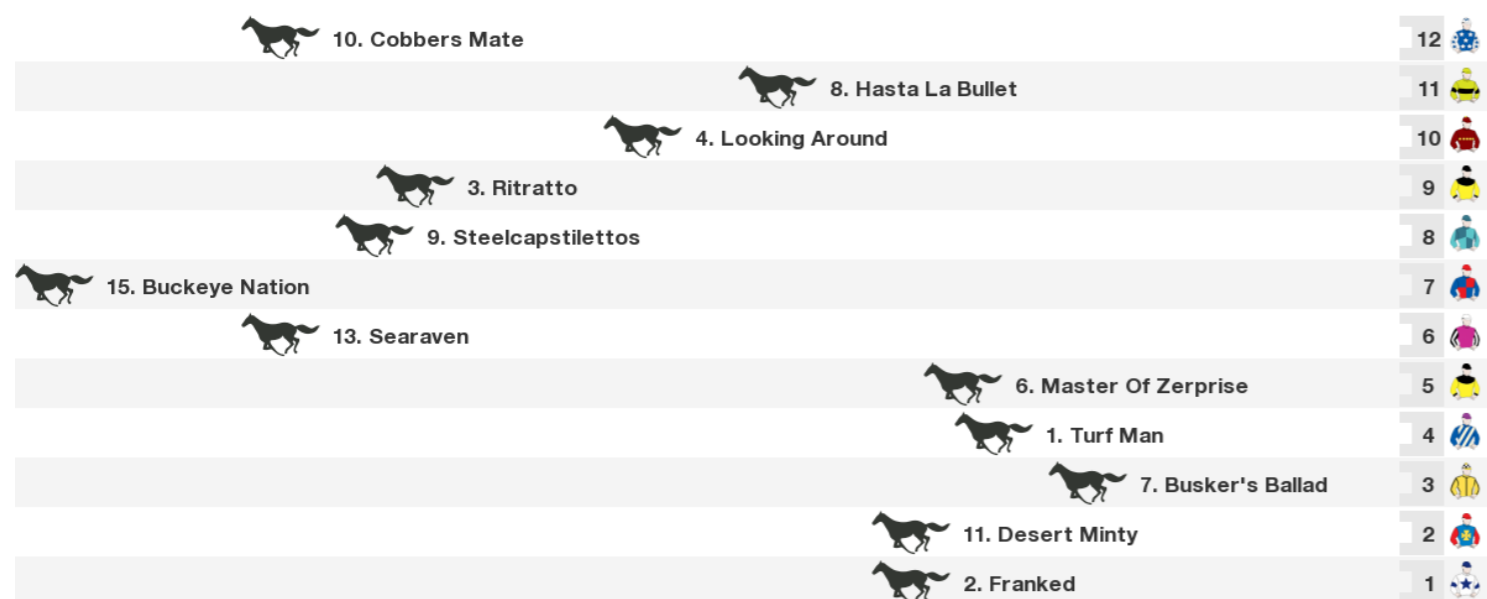 10. Cobbers Mate 12
8. Hasta La Bullet 11
4. Looking Around 10
3. Ritratto 9
9. Steelcapstilettos 8
15. Buckeye Nation 7
13. Searaven 6
6. Master Of Zerprise 5
1. Turf Man 4
7. Busker's Ballad 3
11. Desert Minty 2
2. Franked 1